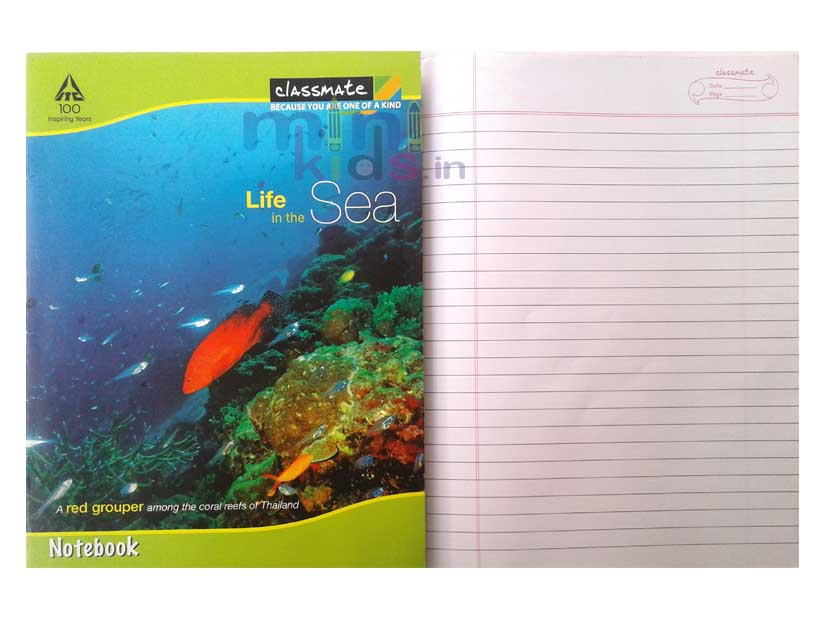 ITC
100
Inspiring Years
classmate
BECAUSE YOU ARE ONE OF A KIND
mini
kids.in
Life
in the Sea
A red grouper among the coral reefs of Thailand
Notebook
classmate
Date
Page